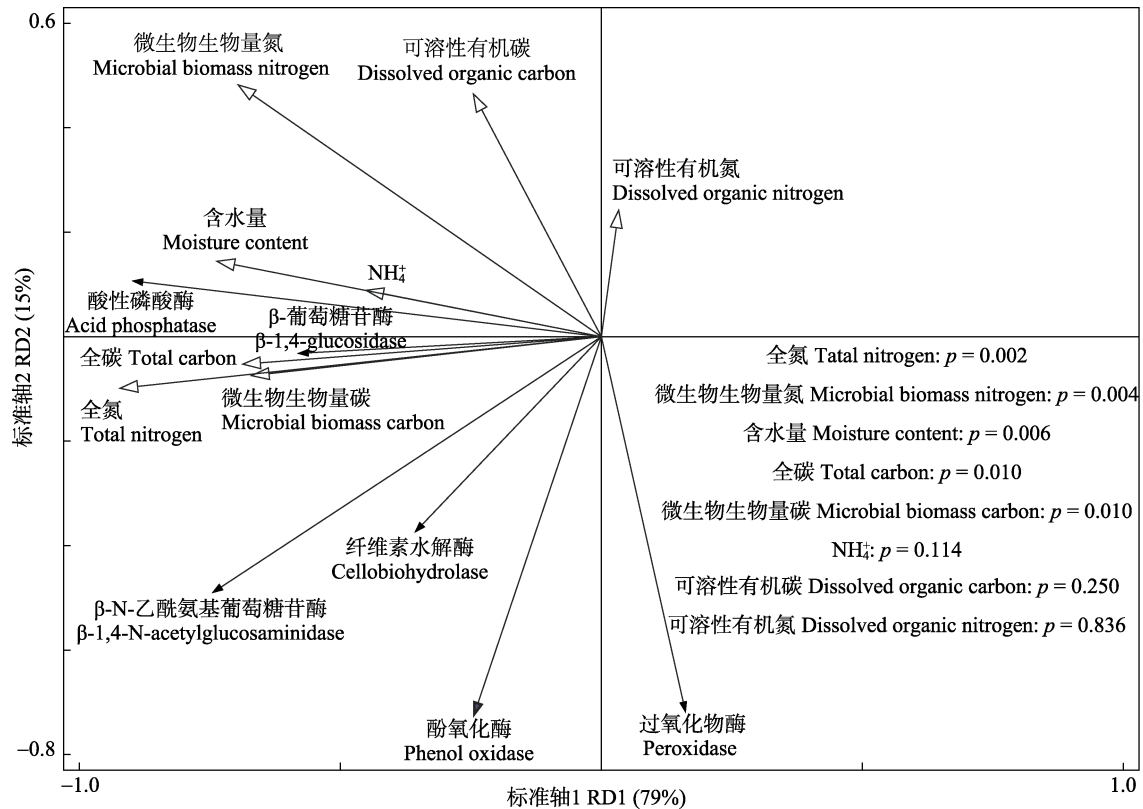 0.6
微生物生物量氮
Microbial biomass nitrogen
可溶性有机碳
Dissolved organic carbon
可溶性有机氮
Dissolved organic nitrogen
含水量
Moisture content
NH₄⁺
酸性磷酸酶
Acid phosphatase
β-葡萄糖苷酶
β-1,4-glucosidase
全碳 Total carbon
全氮
Total nitrogen
微生物生物量碳
Microbial biomass carbon
标准轴2 RD2 (15%)
全氮 Tatal nitrogen: p = 0.002
微生物生物量氮 Microbial biomass nitrogen: p = 0.004
含水量 Moisture content: p = 0.006
全碳 Total carbon: p = 0.010
微生物生物量碳 Microbial biomass carbon: p = 0.010
NH₄⁺: p = 0.114
可溶性有机碳 Dissolved organic carbon: p = 0.250
可溶性有机氮 Dissolved organic nitrogen: p = 0.836
纤维素水解酶
Cellobiohydrolase
β-N-乙酰氨基葡萄糖苷酶
β-1,4-N-acetylglucosaminidase
酚氧化酶
Phenol oxidase
过氧化物酶
Peroxidase
−0.8
−1.0
标准轴1 RD1 (79%)
1.0